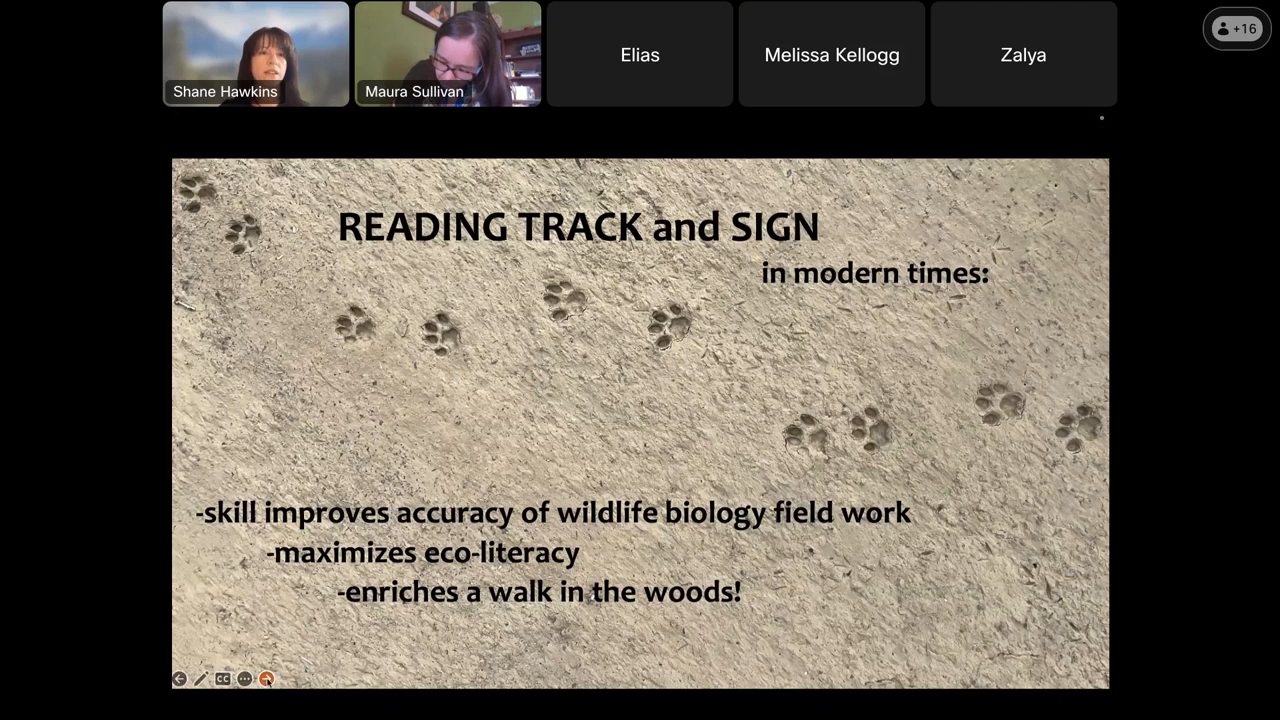 Shane Hawkins
Maura Sullivan
Elias
Melissa Kellogg
Zalya
+16
READING TRACK and SIGN
in modern times:
-skill improves accuracy of wildlife biology field work
-maximizes eco-literacy
-enriches a walk in the woods!
CC